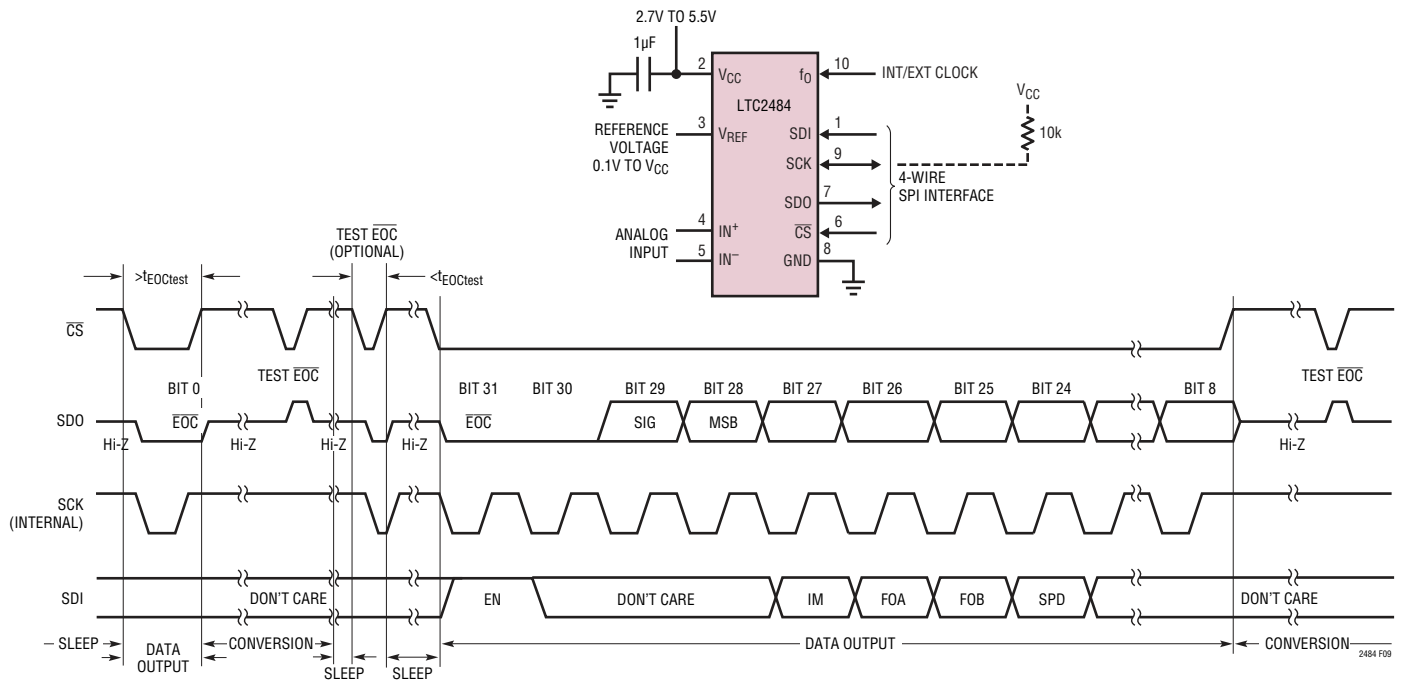 2.7V TO 5.5V
1µF
2
VCC
fO
10
INT/EXT CLOCK
LTC2484
VCC
10k
REFERENCE
VOLTAGE
0.1V TO VCC
3
VREF
SDI
1
SCK
9
4-WIRE
SPI INTERFACE
SDO
7
ANALOG
INPUT
4
IN+
CS
6
5
IN–
GND
8
TEST EOC
(OPTIONAL)
>tEOCtest
<tEOCtest
CS
TEST EOC
TEST EOC
BIT 0
BIT 31
BIT 30
BIT 29
BIT 28
BIT 27
BIT 26
BIT 25
BIT 24
BIT 8
SDO
EOC
EOC
SIG
MSB
Hi-Z
Hi-Z
Hi-Z
Hi-Z
Hi-Z
SCK
(INTERNAL)
SDI
DON'T CARE
EN
DON'T CARE
IM
FOA
FOB
SPD
DON'T CARE
SLEEP
DATA
OUTPUT
CONVERSION
SLEEP
SLEEP
DATA OUTPUT
CONVERSION
2484 F09